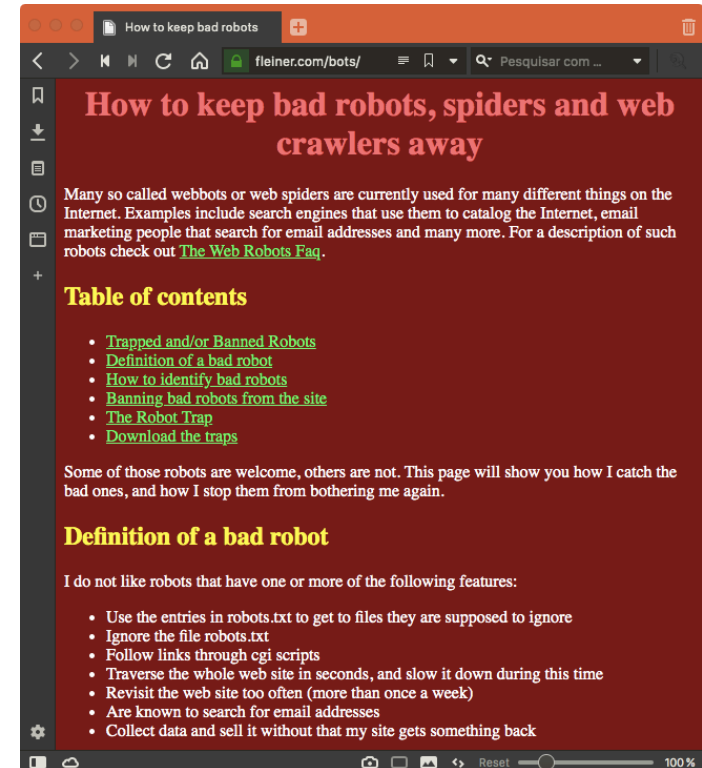 How to keep bad robots
fleiner.com/bots/
Pesquisar com ...
How to keep bad robots, spiders and web
crawlers away
Many so called webbots or web spiders are currently used for many different things on the
Internet. Examples include search engines that use them to catalog the Internet, email
marketing people that search for email addresses and many more. For a description of such
robots check out The Web Robots Faq.
Table of contents
• Trapped and/or Banned Robots
• Definition of a bad robot
• How to identify bad robots
• Banning bad robots from the site
• The Robot Trap
• Download the traps
Some of those robots are welcome, others are not. This page will show you how I catch the
bad ones, and how I stop them from bothering me again.
Definition of a bad robot
I do not like robots that have one or more of the following features:
• Use the entries in robots.txt to get to files they are supposed to ignore
• Ignore the file robots.txt
• Follow links through cgi scripts
• Traverse the whole web site in seconds, and slow it down during this time
• Revisit the web site too often (more than once a week)
• Are known to search for email addresses
• Collect data and sell it without that my site gets something back
Reset 100 %